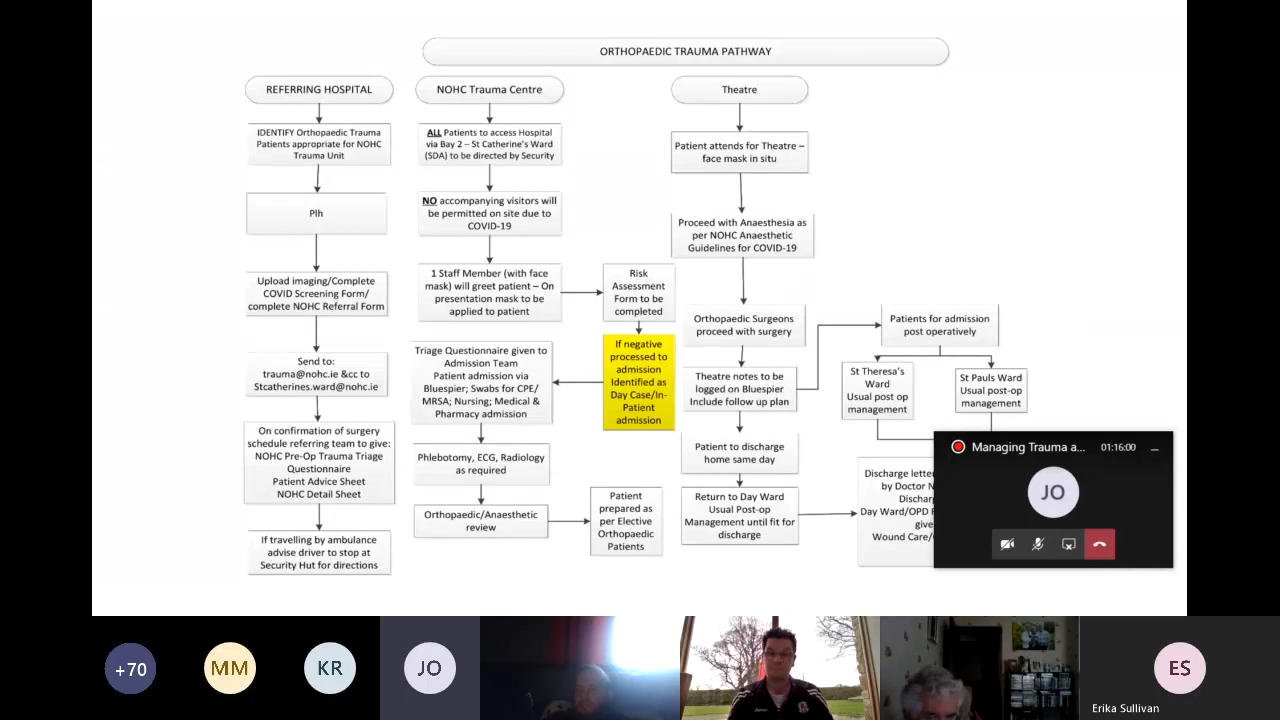 ORTHOPAEDIC TRAUMA PATHWAY
REFERRING HOSPITAL
IDENTIFY Orthopaedic Trauma
Patients appropriate for NOHC
Trauma Unit
Plh
Upload imaging/Complete
COVID Screening Form/
complete NOHC Referral Form
Send to:
trauma@nohc.ie &cc to
Stcatherines.ward@nohc.ie
On confirmation of surgery
schedule referring team to give:
NOHC Pre-Op Trauma Triage
Questionnaire
Patient Advice Sheet
NOHC Detail Sheet
If travelling by ambulance
advise driver to stop at
Security Hut for directions
NOHC Trauma Centre
ALL Patients to access Hospital
via Bay 2 – St Catherine's Ward
(SDA) to be directed by Security
NO accompanying visitors will
be permitted on site due to
COVID-19
1 Staff Member (with face
mask) will greet patient – On
presentation mask to be
applied to patient
Risk
Assessment
Form to be
completed
If negative
processed to
admission
Identified as
Day Case/In-
Patient
admission
Triage Questionnaire given to
Admission Team
Patient admission via
Bluespier; Swabs for CPE/
MRSA; Nursing; Medical &
Pharmacy admission
Phlebotomy, ECG, Radiology
as required
Orthopaedic/Anaesthetic
review
Patient
prepared as
per Elective
Orthopaedic
Patients
Theatre
Patient attends for Theatre –
face mask in situ
Proceed with Anaesthesia as
per NOHC Anaesthetic
Guidelines for COVID-19
Orthopaedic Surgeons
proceed with surgery
Theatre notes to be
logged on Bluespier
Include follow up plan
Patient to discharge
home same day
Return to Day Ward
Usual Post-op
Management until fit for
discharge
Patients for admission
post operatively
St Theresa's
Ward
Usual post op
management
St Pauls Ward
Usual post-op
management
Discharge letter
by Doctor
Day Ward/OPD
Wound Care/
Managing Trauma a...
01:16:00
JO
+70
MM
KR
JO
ES
Erika Sullivan